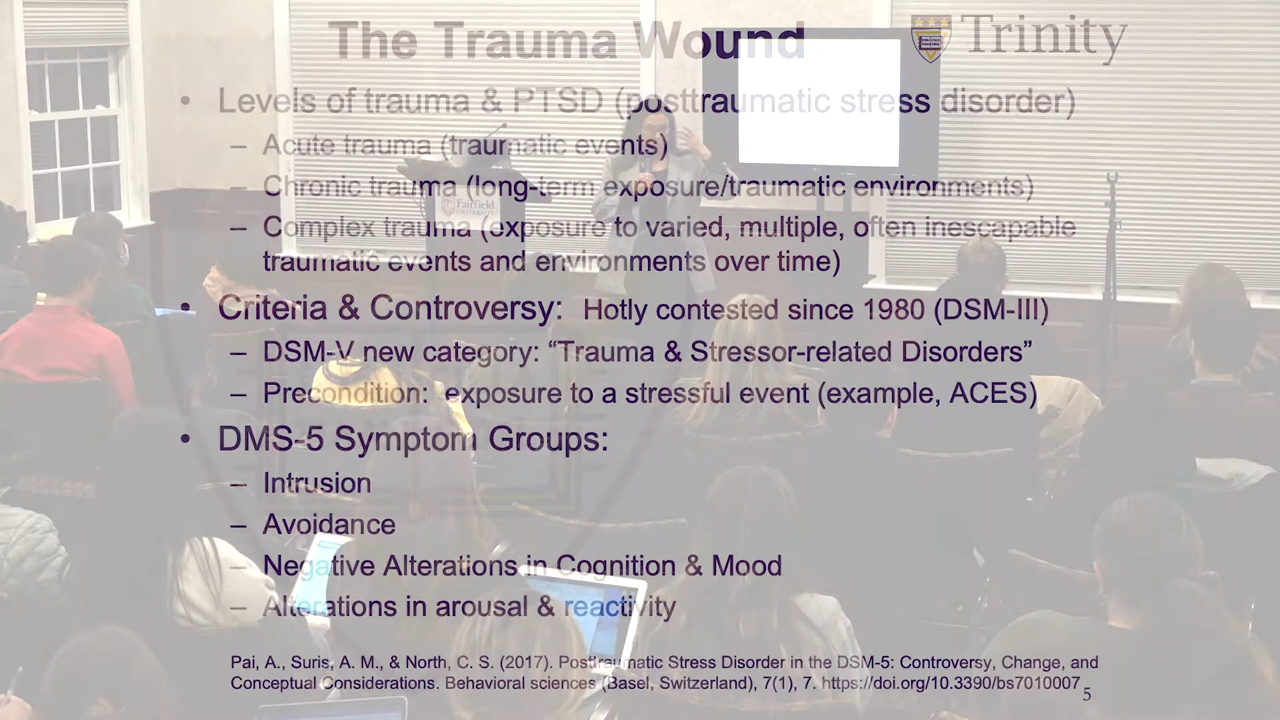 The Trauma Wound
Trinity
• Levels of trauma & PTSD (posttraumatic stress disorder)
– Acute trauma (traumatic events)
– Chronic trauma (long-term exposure/traumatic environments)
– Complex trauma (exposure to varied, multiple, often inescapable
traumatic events and environments over time)
Fairfield
UNIVERSITY
• Criteria & Controversy: Hotly contested since 1980 (DSM-III)
– DSM-V new category: “Trauma & Stressor-related Disorders”
– Precondition: exposure to a stressful event (example, ACES)
• DMS-5 Symptom Groups:
– Intrusion
– Avoidance
– Negative Alterations in Cognition & Mood
– Alterations in arousal & reactivity
Pai, A., Suris, A. M., & North, C. S. (2017). Posttraumatic Stress Disorder in the DSM-5: Controversy, Change, and
Conceptual Considerations. Behavioral sciences (Basel, Switzerland), 7(1), 7. https://doi.org/10.3390/bs7010007
5